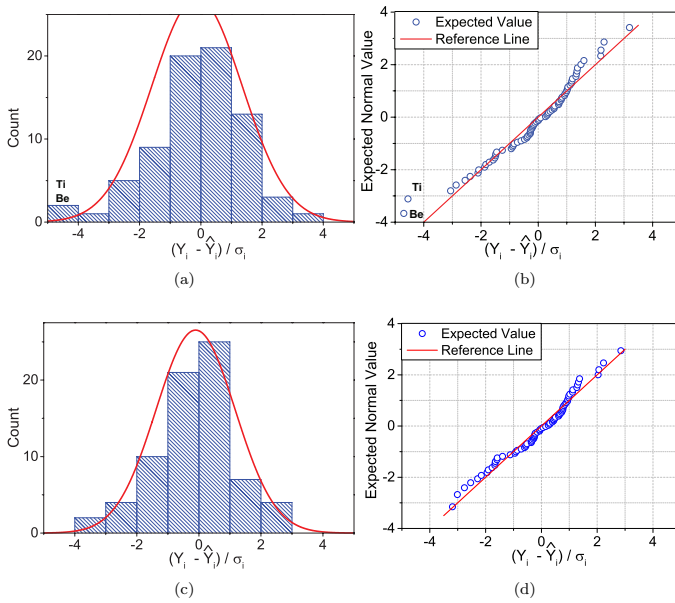 Count
20
10
0
Ti
Be
-4 -2 0 2 4
(Y_i - Ŷ_i) / σ_i
(a)
Expected Normal Value
4
2
0
-2
-4
Expected Value
Reference Line
Ti
Be
-4 -2 0 2 4
(Y_i - Ŷ_i) / σ_i
(b)
Count
20
10
0
-4 -2 0 2 4
(Y_i - Ŷ_i) / σ_i
(c)
Expected Normal Value
4
2
0
-2
-4
Expected Value
Reference Line
-4 -2 0 2 4
(Y_i - Ŷ_i) / σ_i
(d)